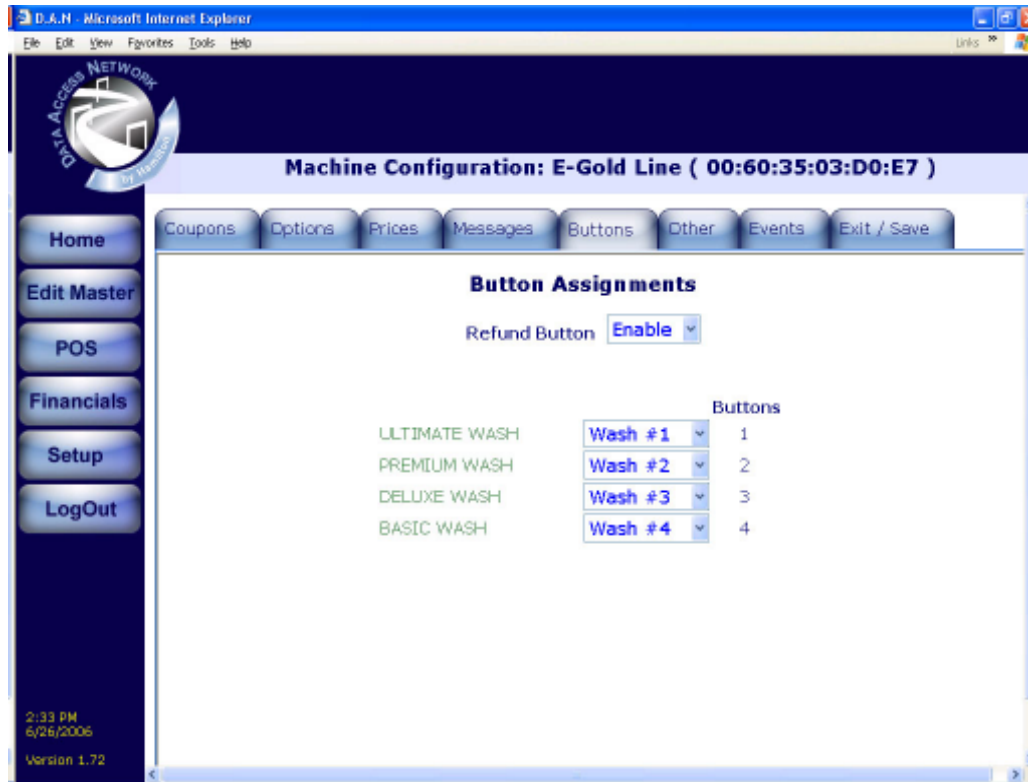 D.A.N - Microsoft Internet Explorer
File Edit View Favorites Tools Help Links »
DATA ACCESS NETWORK
by Hamilton
Machine Configuration: E-Gold Line ( 00:60:35:03:D0:E7 )
Coupons Options Prices Messages Buttons Other Events Exit / Save
Home
Edit Master
POS
Financials
Setup
LogOut
Button Assignments
Refund Button Enable
Buttons
ULTIMATE WASH Wash #1 1
PREMIUM WASH Wash #2 2
DELUXE WASH Wash #3 3
BASIC WASH Wash #4 4
2:33 PM
6/26/2006
Version 1.72